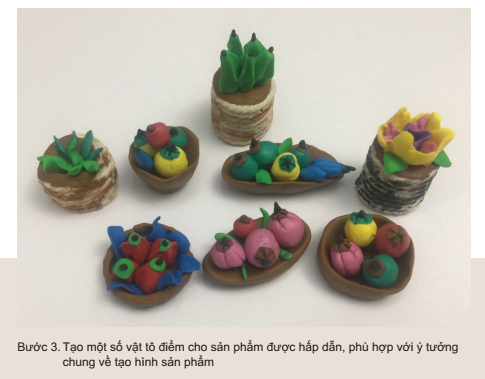 Bước 3. Tạo một số vật tô điểm cho sản phẩm được hấp dẫn, phù hợp với ý tưởng
chung về tạo hình sản phẩm